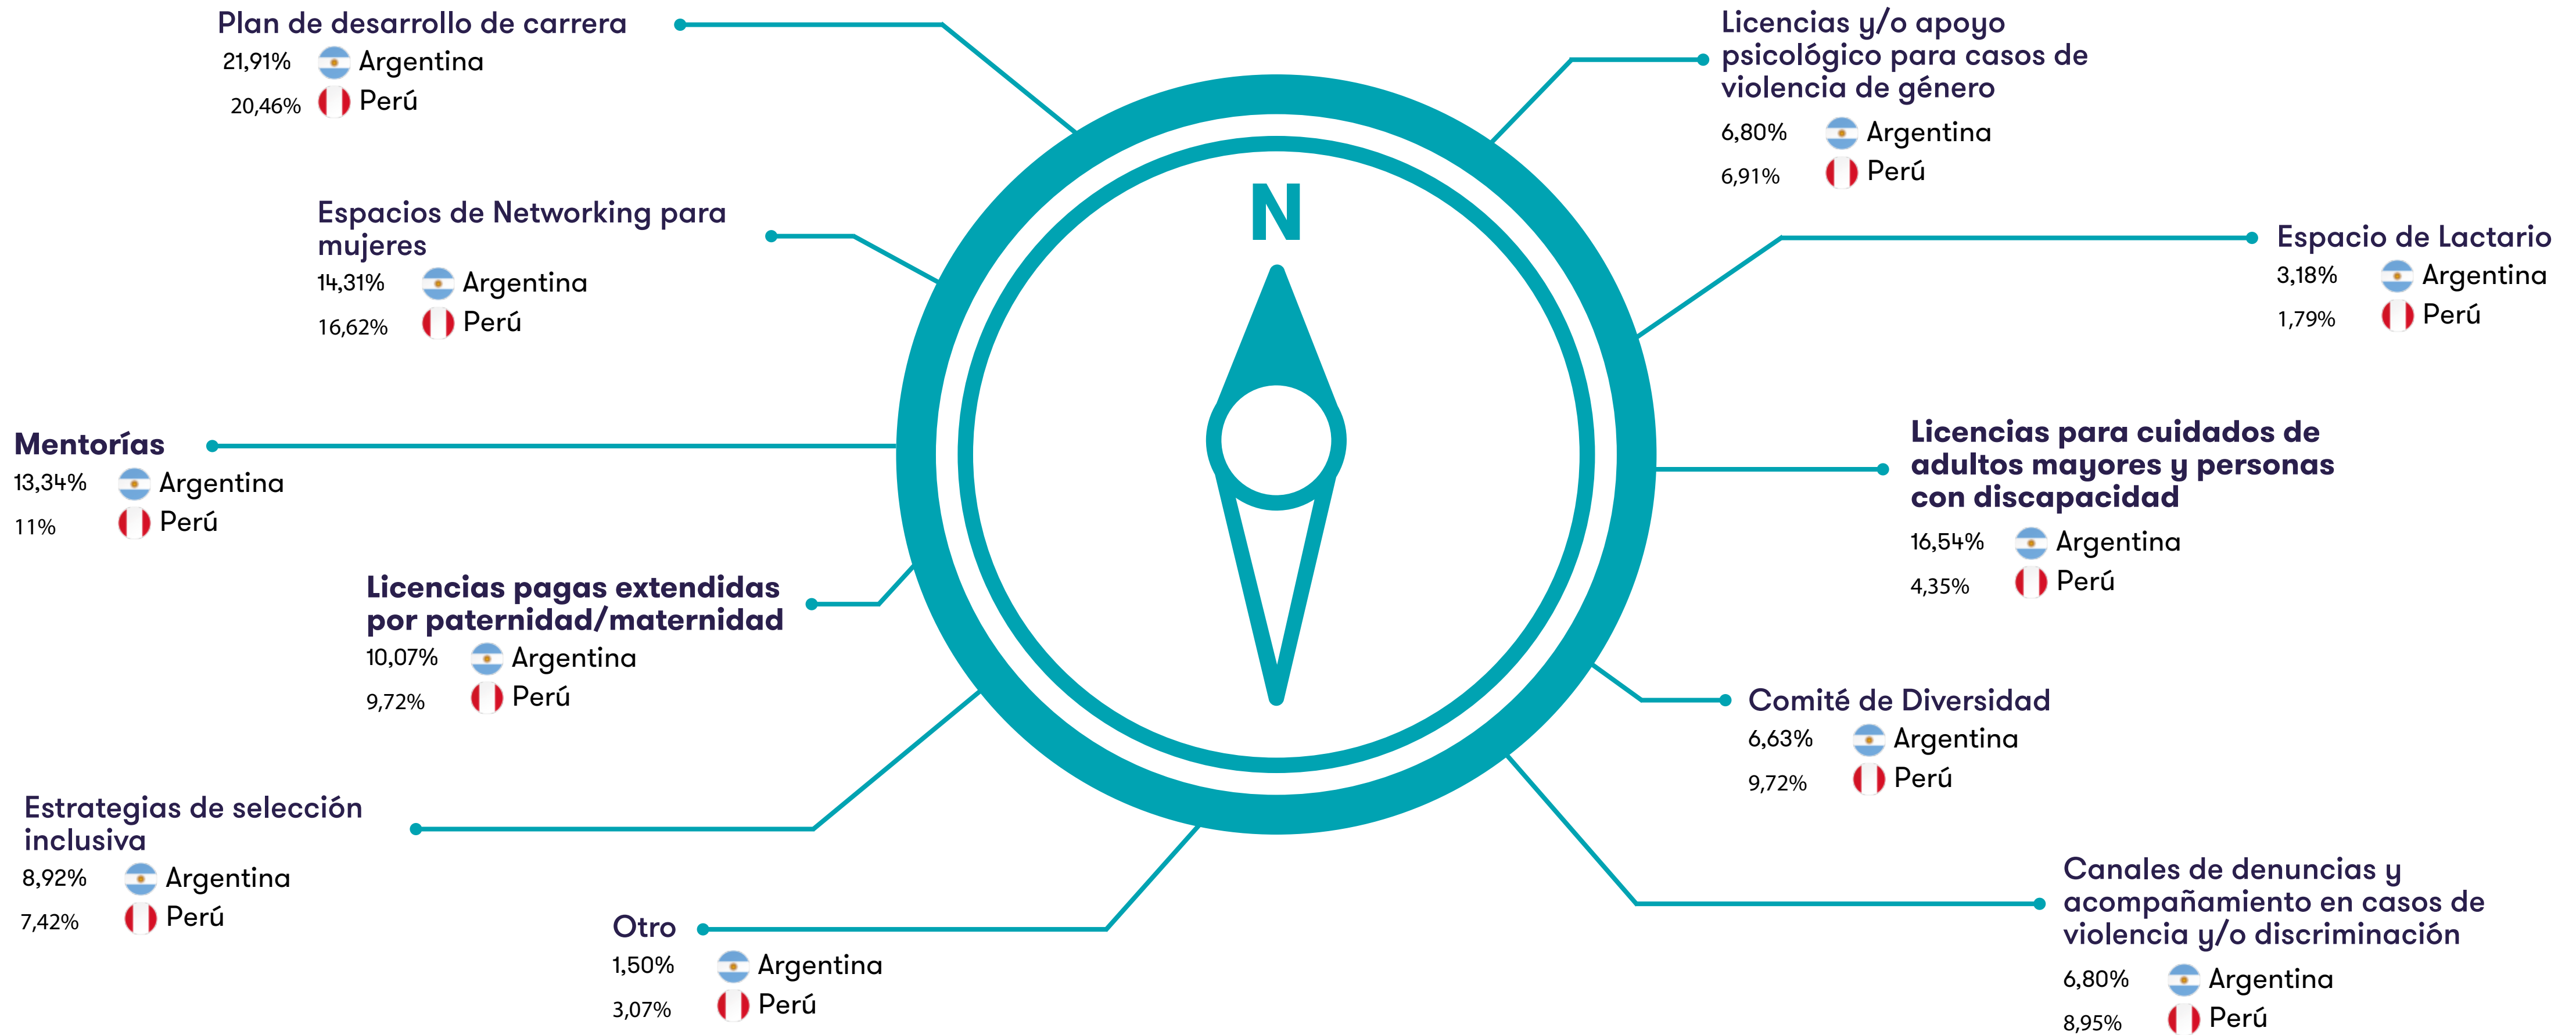 Plan de desarrollo de carrera
21,91% Argentina
20,46% Perú
Espacios de Networking para
mujeres
14,31% Argentina
16,62% Perú
Mentorías
13,34% Argentina
11% Perú
Licencias pagas extendidas
por paternidad/maternidad
10,07% Argentina
9,72% Perú
Estrategias de selección
inclusiva
8,92% Argentina
7,42% Perú
Otro
1,50% Argentina
3,07% Perú
N
Licencias y/o apoyo
psicológico para casos de
violencia de género
6,80% Argentina
6,91% Perú
Espacio de Lactario
3,18% Argentina
1,79% Perú
Licencias para cuidados de
adultos mayores y personas
con discapacidad
16,54% Argentina
4,35% Perú
Comité de Diversidad
6,63% Argentina
9,72% Perú
Canales de denuncias y
acompañamiento en casos de
violencia y/o discriminación
6,80% Argentina
8,95% Perú